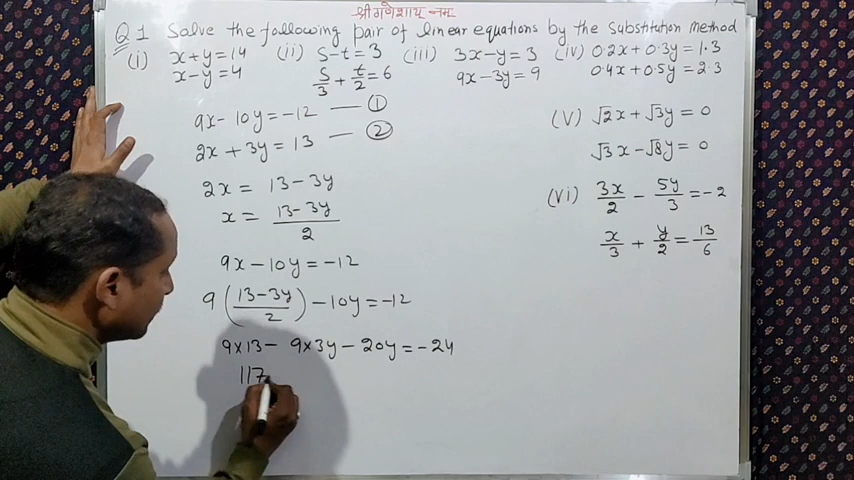 श्री गणेशाय नमः
Q1 Solve the following pair of linear equations by the substitution method
(i) x+y=14 (ii) s-t=3 (iii) 3x-y=3 (iv) 0.2x+0.3y=1.3
x-y=4 s/3 + t/2 = 6 9x-3y=9 0.4x+0.5y=2.3
9x-10y=-12 — ①
2x+3y=13 — ②
2x = 13-3y
x = (13-3y)/2
9x-10y=-12
9((13-3y)/2)-10y=-12
9×13- 9×3y-20y=-24
117
(V) √2x+√3y=0
√3x-√8y=0
(Vi) 3x/2 - 5y/3 = -2
x/3 + y/2 = 13/6